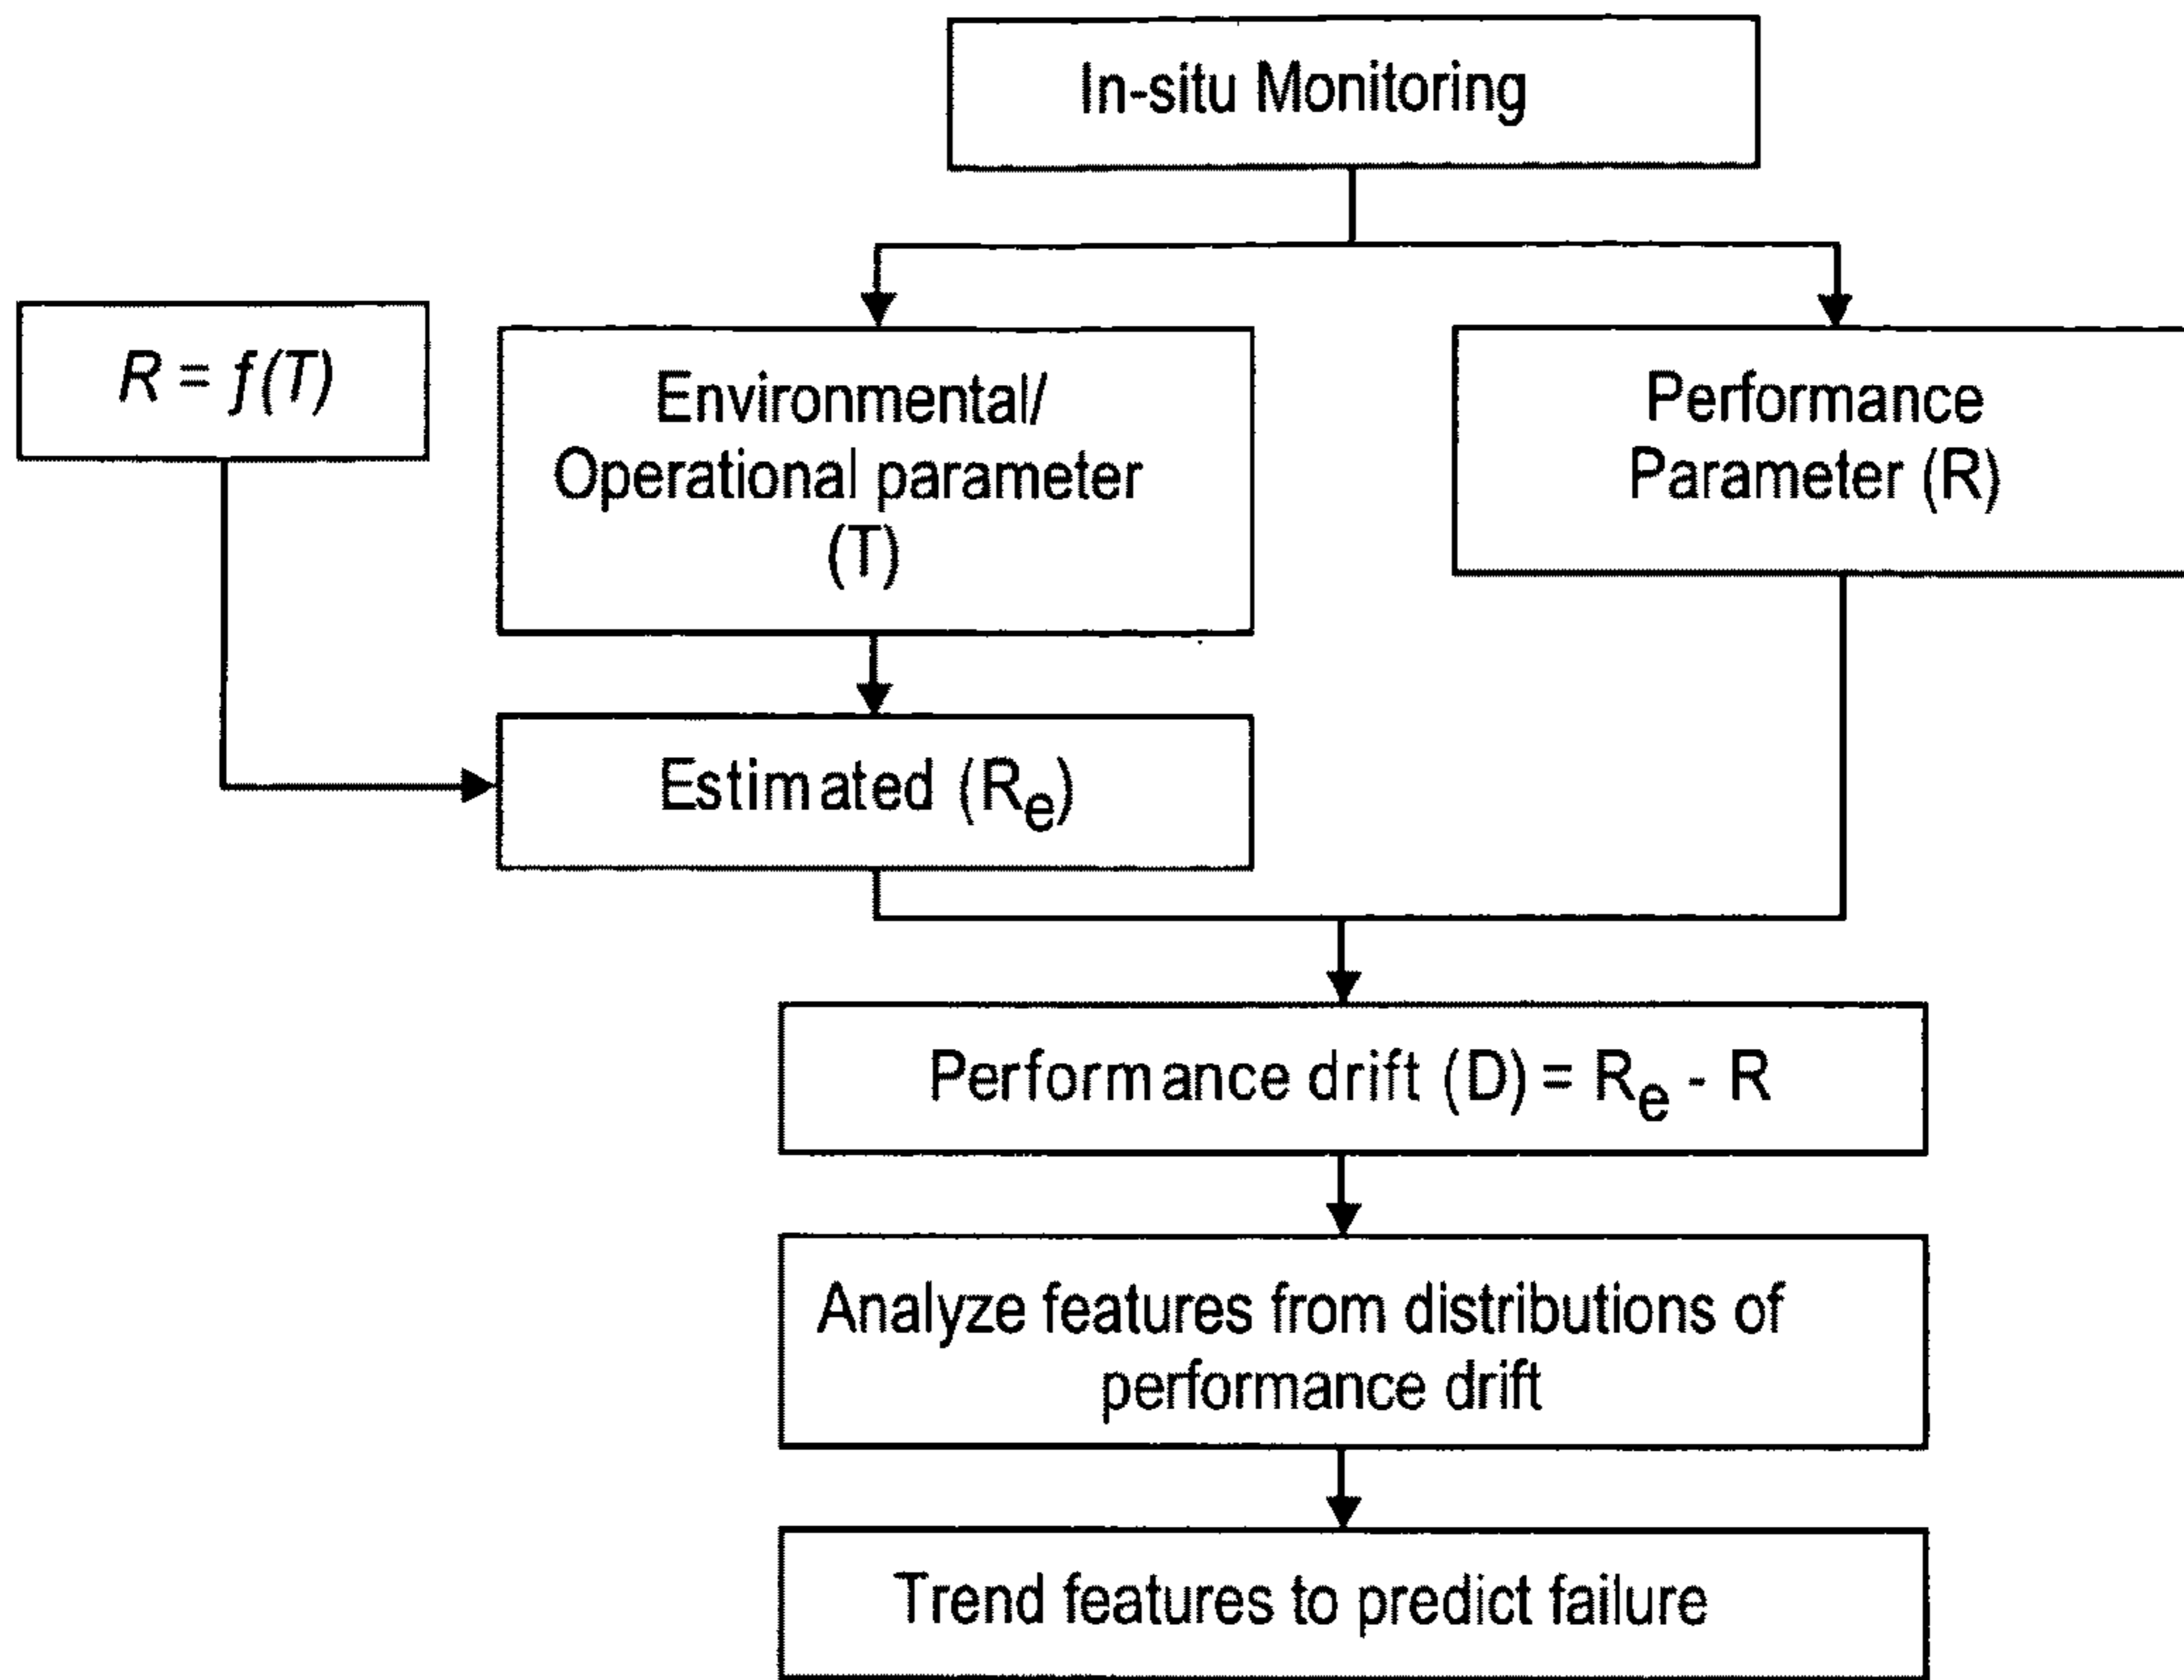 In-situ Monitoring
R = f(T)
Environmental/
Operational parameter
(T)
Performance
Parameter (R)
Estimated (Re)
Performance drift (D) = Re - R
Analyze features from distributions of
performance drift
Trend features to predict failure